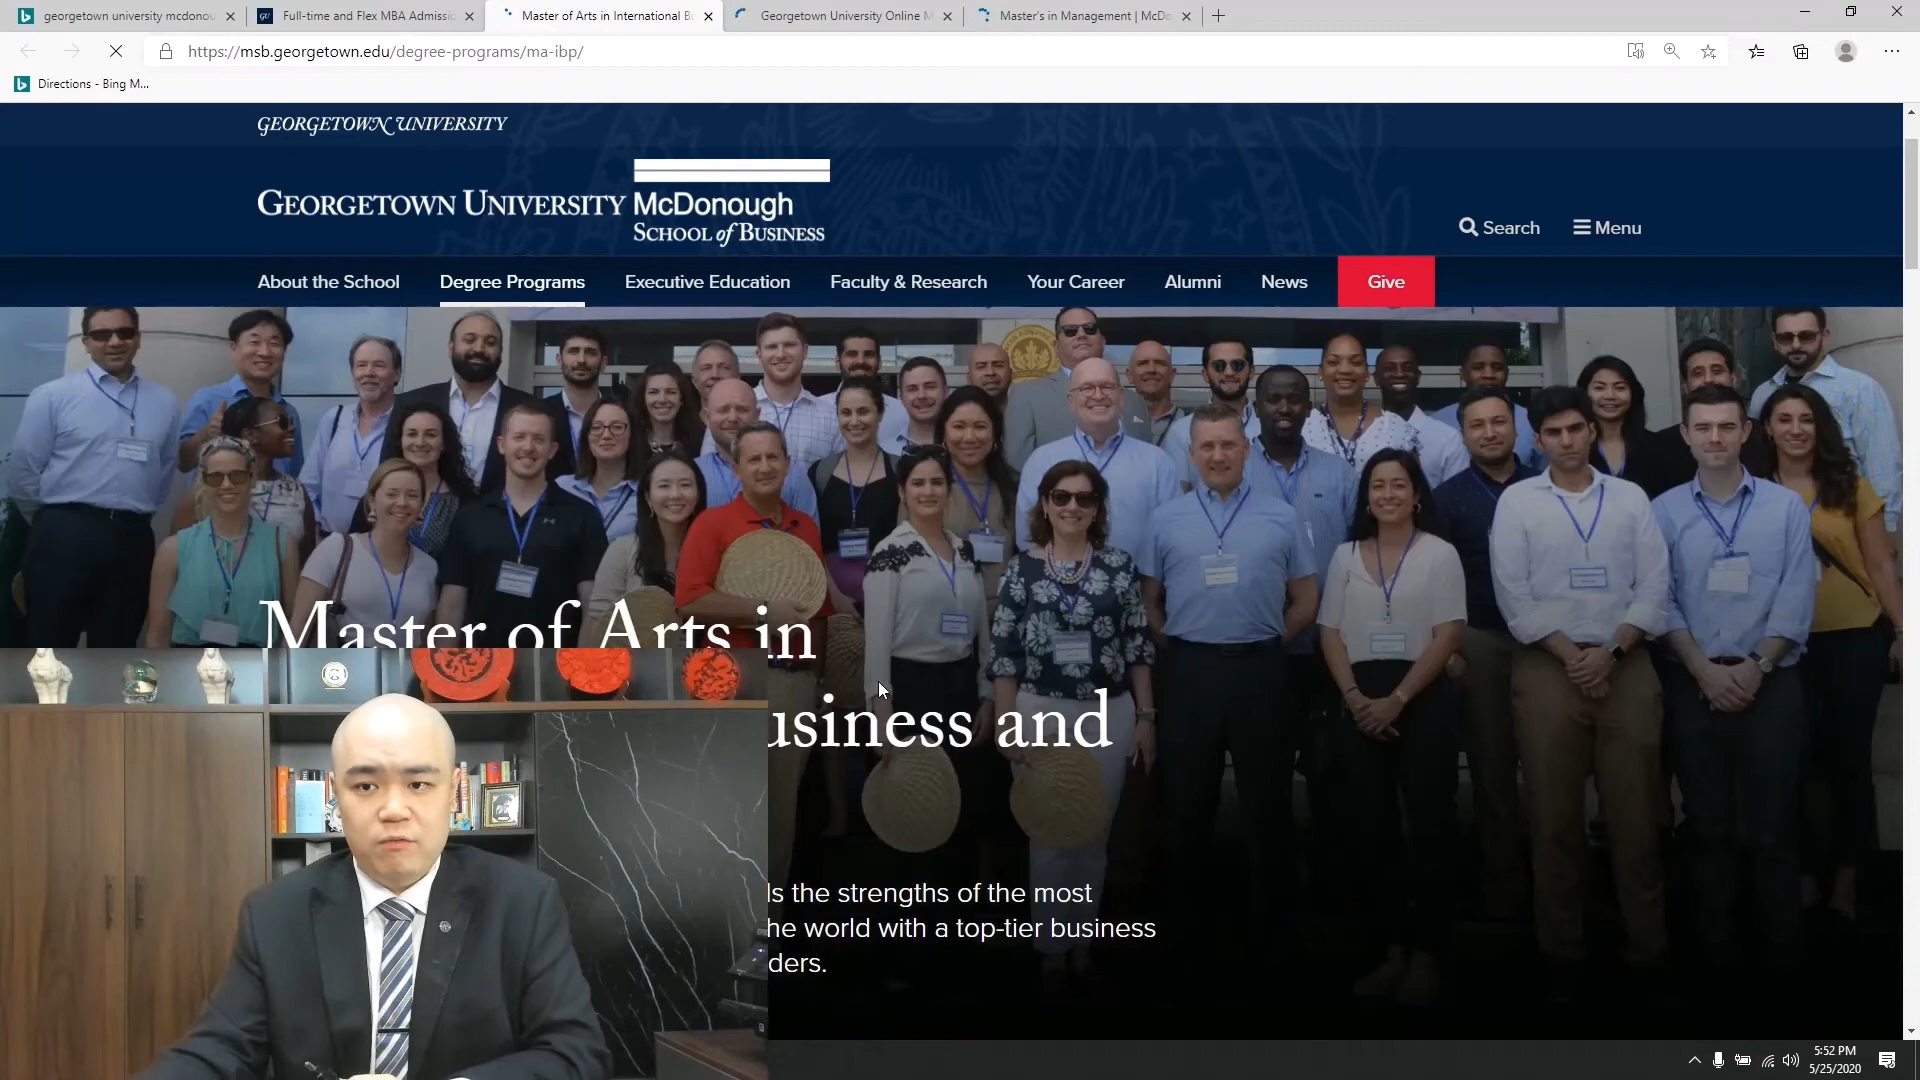 georgetown university mcdonou
Full-time and Flex MBA Admissi
Master of Arts in International B
Georgetown University Online M
Master's in Management | McDo
https://msb.georgetown.edu/degree-programs/ma-ibp/
Directions - Bing M...
GEORGETOWN UNIVERSITY
GEORGETOWN UNIVERSITY McDonough
SCHOOL of BUSINESS
Search
Menu
About the School
Degree Programs
Executive Education
Faculty & Research
Your Career
Alumni
News
Give
Master of Arts in
usiness and
ls the strengths of the most
he world with a top-tier business
ders.
5:52 PM
5/25/2020